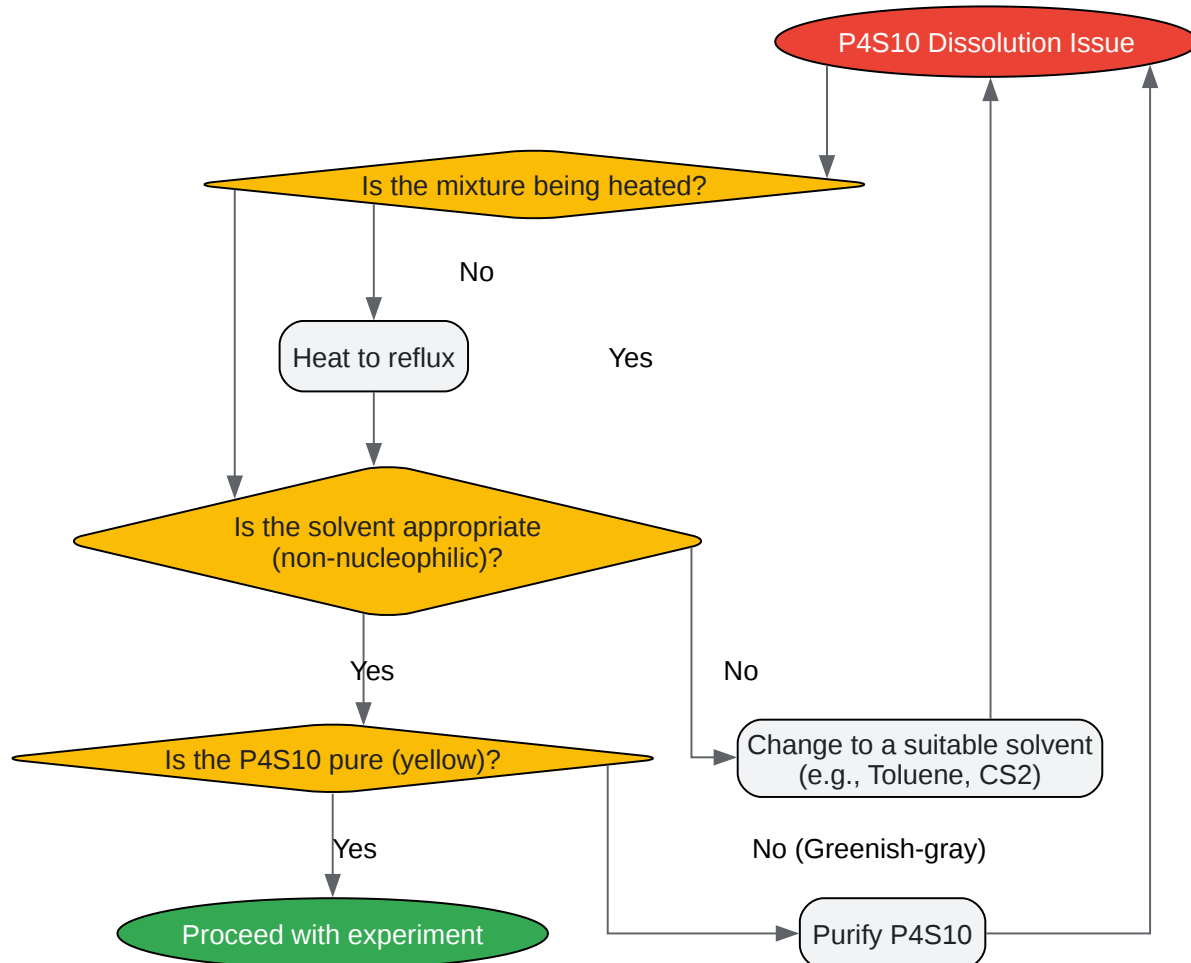 P4S10 Dissolution Issue
Is the mixture being heated?
No
Heat to reflux
Yes
Is the solvent appropriate
(non-nucleophilic)?
Yes
No
Is the P4S10 pure (yellow)?
Change to a suitable solvent
(e.g., Toluene, CS2)
Yes
No (Greenish-gray)
Proceed with experiment
Purify P4S10